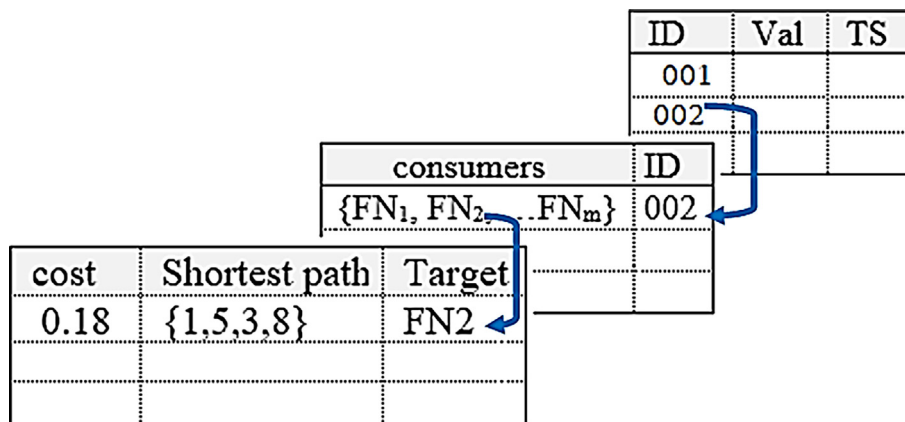 ID Val TS
001
002
consumers ID
{FN₁, FN₂, ...FNₘ} 002
cost Shortest path Target
0.18 {1,5,3,8} FN2